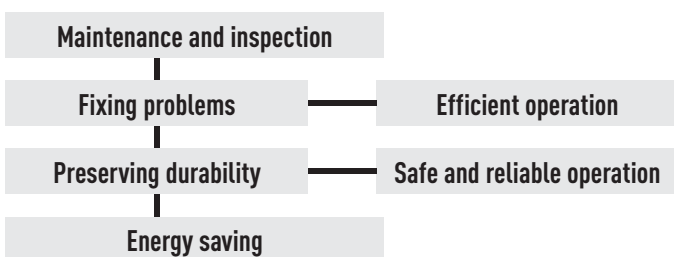 Maintenance and inspection
Fixing problems
Efficient operation
Preserving durability
Safe and reliable operation
Energy saving